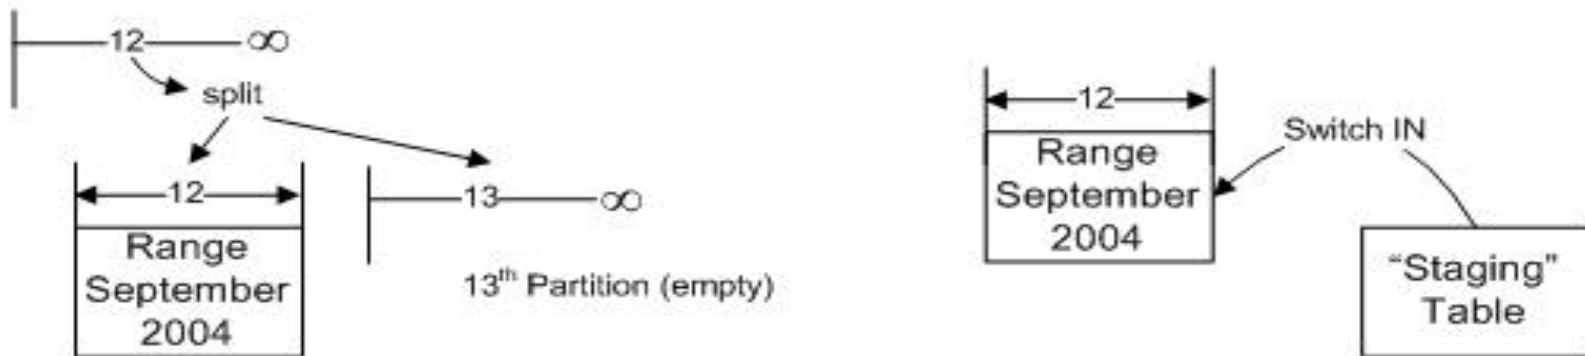 12 ∞
split
12
Range
September
2004
13 ∞
13th Partition (empty)
12
Range
September
2004
Switch IN
“Staging”
Table